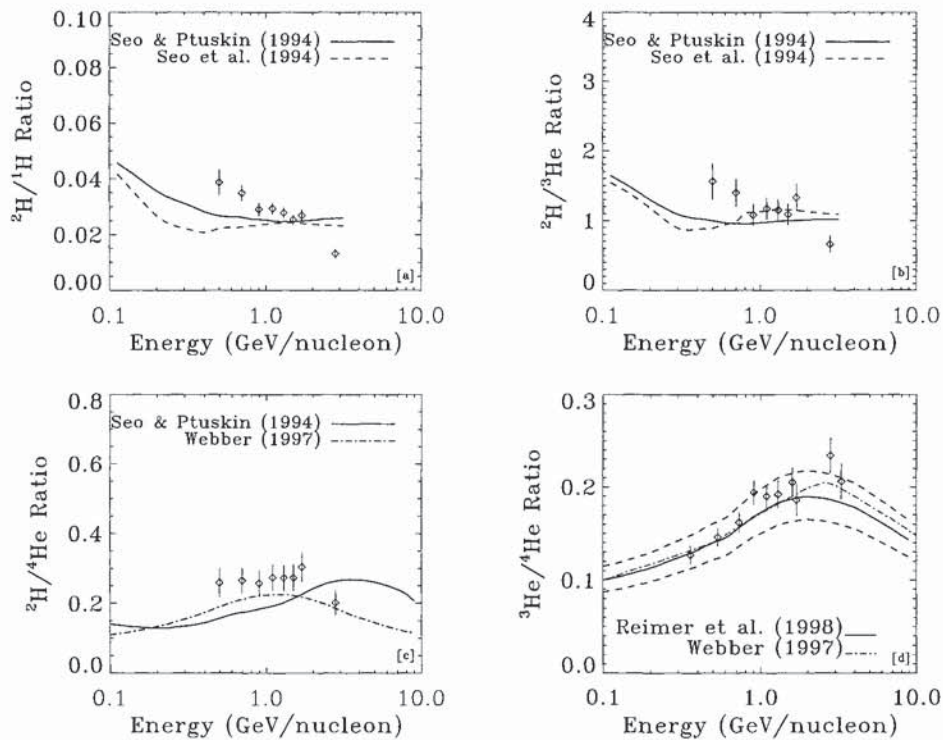 0.10
0.08
0.06
0.04
0.02
0.00
²H/¹H Ratio
Seo & Ptuskin (1994)
Seo et al. (1994)
[a]
0.1 1.0 10.0
Energy (GeV/nucleon)
4
3
2
1
0
²H/³He Ratio
Seo & Ptuskin (1994)
Seo et al. (1994)
[b]
0.1 1.0 10.0
Energy (GeV/nucleon)
0.8
0.6
0.4
0.2
0.0
²H/⁴He Ratio
Seo & Ptuskin (1994)
Webber (1997)
[c]
0.1 1.0 10.0
Energy (GeV/nucleon)
0.3
0.2
0.1
0.0
³He/⁴He Ratio
Reimer et al. (1998)
Webber (1997)
[d]
0.1 1.0 10.0
Energy (GeV/nucleon)